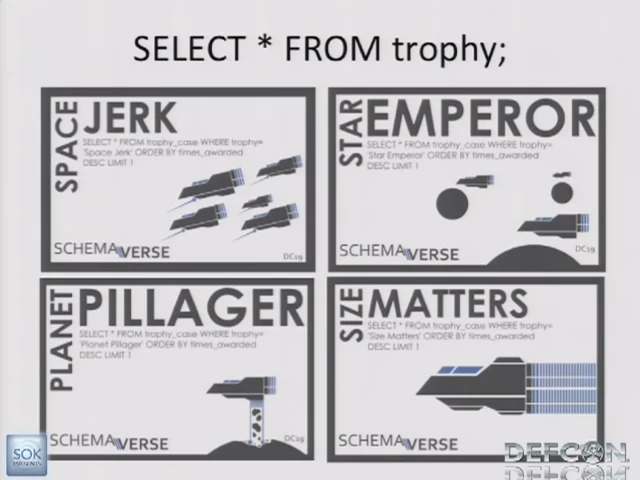 SELECT * FROM trophy;
SPACE JERK
SELECT * FROM trophy_case WHERE trophy=
'Space Jerk' ORDER BY times_awarded
DESC LIMIT 1
SCHEMAVERSE
DC19
STAR EMPEROR
SELECT * FROM trophy_case WHERE trophy=
'Star Emperor' ORDER BY times_awarded
DESC LIMIT 1
SCHEMAVERSE
DC19
PLANET PILLAGER
SELECT * FROM trophy_case WHERE trophy=
'Planet Pillager' ORDER BY times_awarded
DESC LIMIT 1
SCHEMAVERSE
DC19
SIZE MATTERS
SELECT * FROM trophy_case WHERE trophy=
'Size Matters' ORDER BY times_awarded
DESC LIMIT 1
SCHEMAVERSE
SOK
PRESENTS
DEFCON